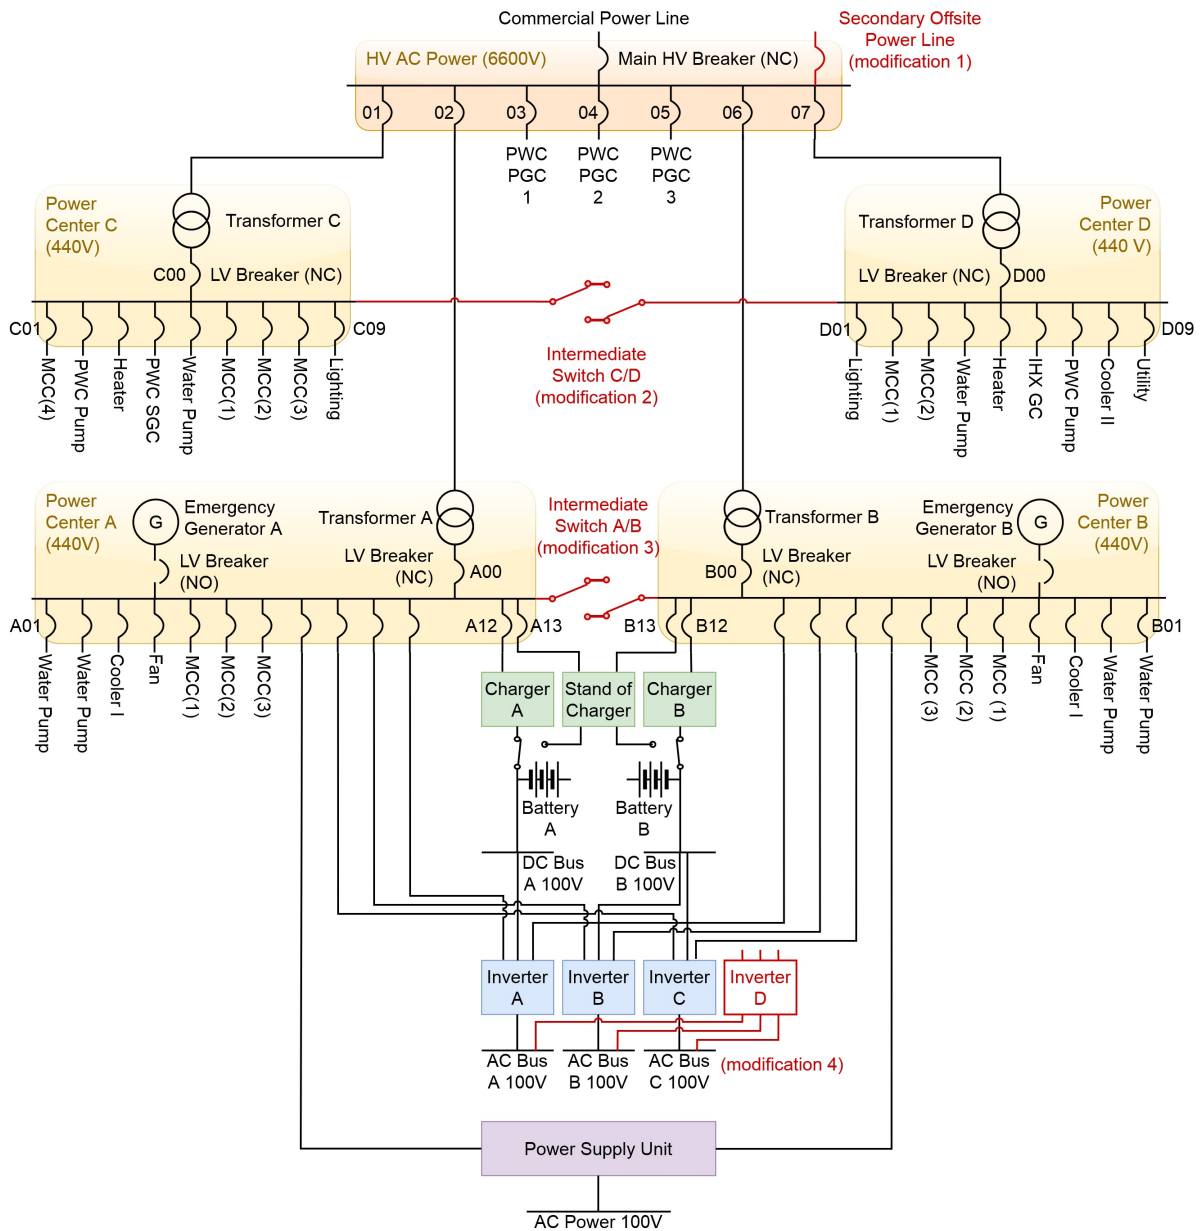 Commercial Power Line
Secondary Offsite
Power Line
(modification 1)
HV AC Power (6600V)
Main HV Breaker (NC)
01
02
03
04
05
06
07
PWC
PGC
1
PWC
PGC
2
PWC
PGC
3
Power
Center C
(440V)
Transformer C
C00
LV Breaker (NC)
C01
C09
MCC(4)
PWC Pump
Heater
PWC SGC
Water Pump
MCC(1)
MCC(2)
MCC(3)
Lighting
Transformer D
Power
Center D
(440 V)
LV Breaker (NC)
D00
D01
D09
Lighting
MCC(1)
MCC(2)
Water Pump
Heater
IHX GC
PWC Pump
Cooler II
Utility
Intermediate
Switch C/D
(modification 2)
Power
Center A
(440V)
G
Emergency
Generator A
LV Breaker
(NO)
Transformer A
LV Breaker
(NC)
A00
A01
A12
A13
Water Pump
Water Pump
Cooler I
Fan
MCC(1)
MCC(2)
MCC(3)
Intermediate
Switch A/B
(modification 3)
Transformer B
B00
LV Breaker
(NC)
Emergency
Generator B
G
LV Breaker
(NO)
Power
Center B
(440V)
B13
B12
B01
MCC (3)
MCC (2)
MCC (1)
Fan
Cooler I
Water Pump
Water Pump
Charger
A
Stand of
Charger
Charger
B
Battery
A
Battery
B
DC Bus
A 100V
DC Bus
B 100V
Inverter
A
Inverter
B
Inverter
C
Inverter
D
AC Bus
A 100V
AC Bus
B 100V
AC Bus
C 100V
(modification 4)
Power Supply Unit
AC Power 100V